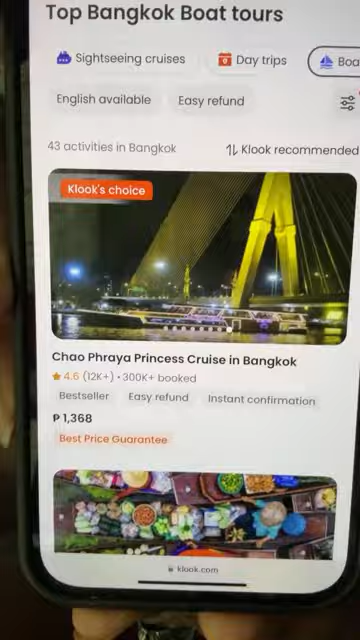 Top Bangkok Boat tours
Sightseeing cruises
Day trips
Boa
English available
Easy refund
43 activities in Bangkok
Klook recommended
Klook's choice
Chao Phraya Princess Cruise in Bangkok
4.6 (12K+) • 300K+ booked
Bestseller
Easy refund
Instant confirmation
₱ 1,368
Best Price Guarantee
klook.com